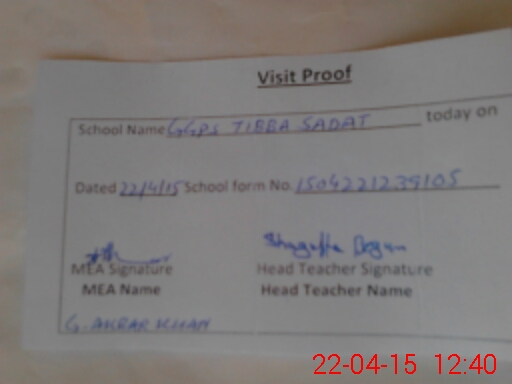 Visit Proof
School Name GGPS TIBBA SADAT today on
Dated 22/4/15 School form No. 1504221239105
Shagufta Begum
MEA Signature Head Teacher Signature
MEA Name Head Teacher Name
G. AKBAR KHAN
22-04-15 12:40